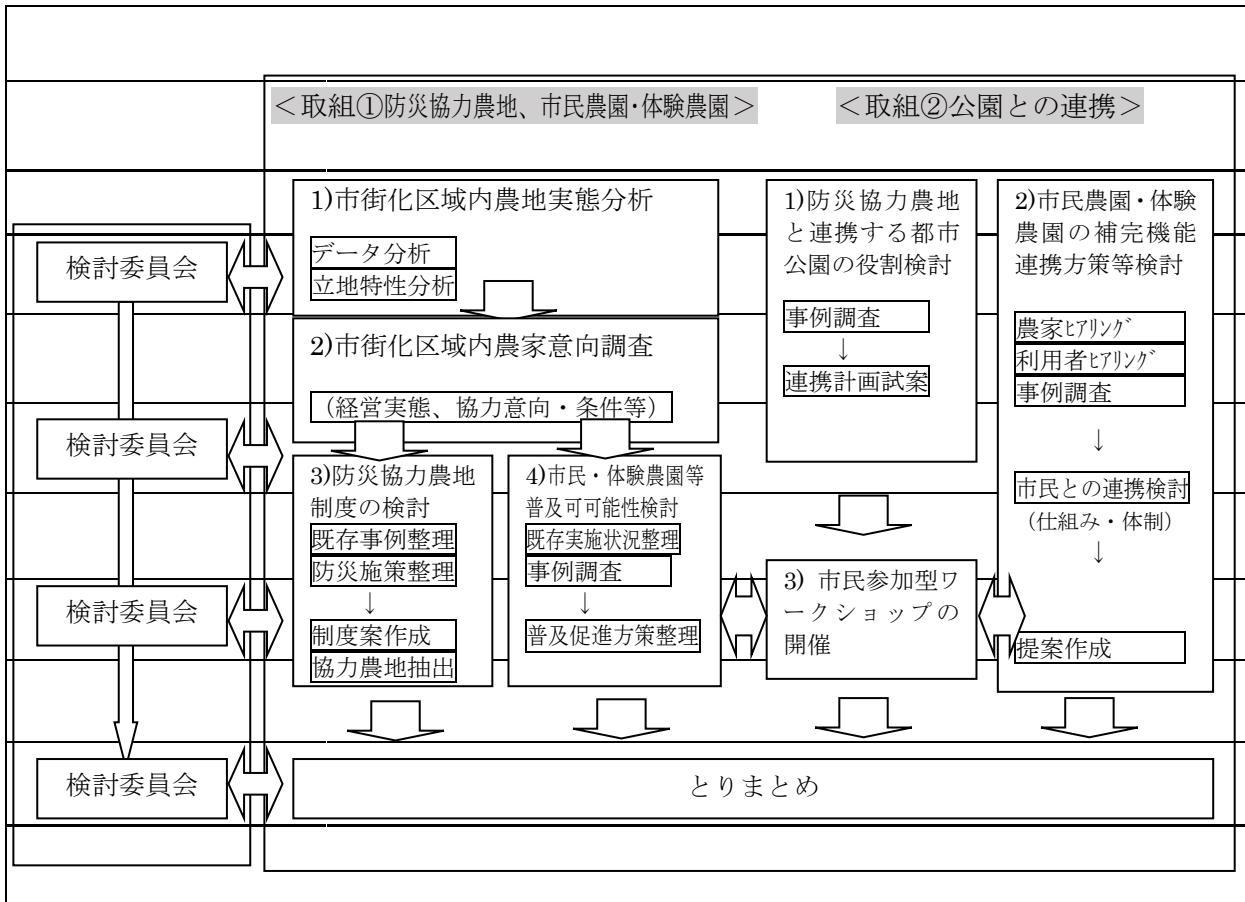 <取組①防災協力農地、市民農園・体験農園>
<取組②公園との連携>
検討委員会
検討委員会
検討委員会
検討委員会
1)市街化区域内農地実態分析
データ分析
立地特性分析
2)市街化区域内農家意向調査
(経営実態、協力意向・条件等)
3)防災協力農地
制度の検討
既存事例整理
防災施策整理
↓
制度案作成
協力農地抽出
4)市民・体験農園等
普及可可能性検討
既存実施状況整理
事例調査
↓
普及促進方策整理
1)防災協力農地
と連携する都市
公園の役割検討
事例調査
↓
連携計画試案
3) 市民参加型ワ
ークショップの
開催
2)市民農園・体験
農園の補完機能
連携方策等検討
農家ﾋｱﾘﾝｸﾞ
利用者ﾋｱﾘﾝｸﾞ
事例調査
↓
市民との連携検討
(仕組み・体制)
↓
提案作成
とりまとめ